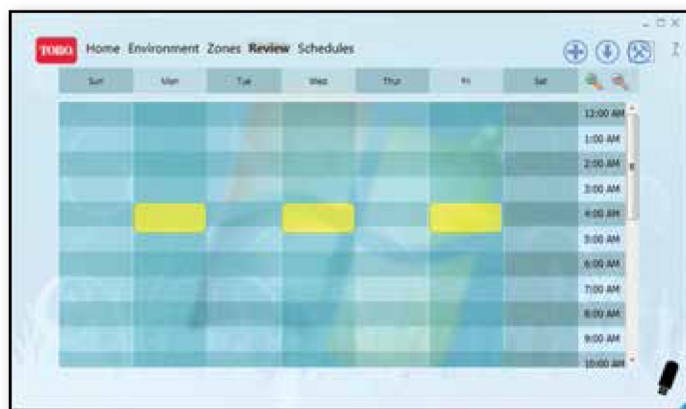 TORO Home Environment Zones Review Schedules
Sun Mon Tue Wed Thur Fri Sat
12:00 AM
1:00 AM
2:00 AM
3:00 AM
4:00 AM
5:00 AM
6:00 AM
7:00 AM
8:00 AM
9:00 AM
10:00 AM